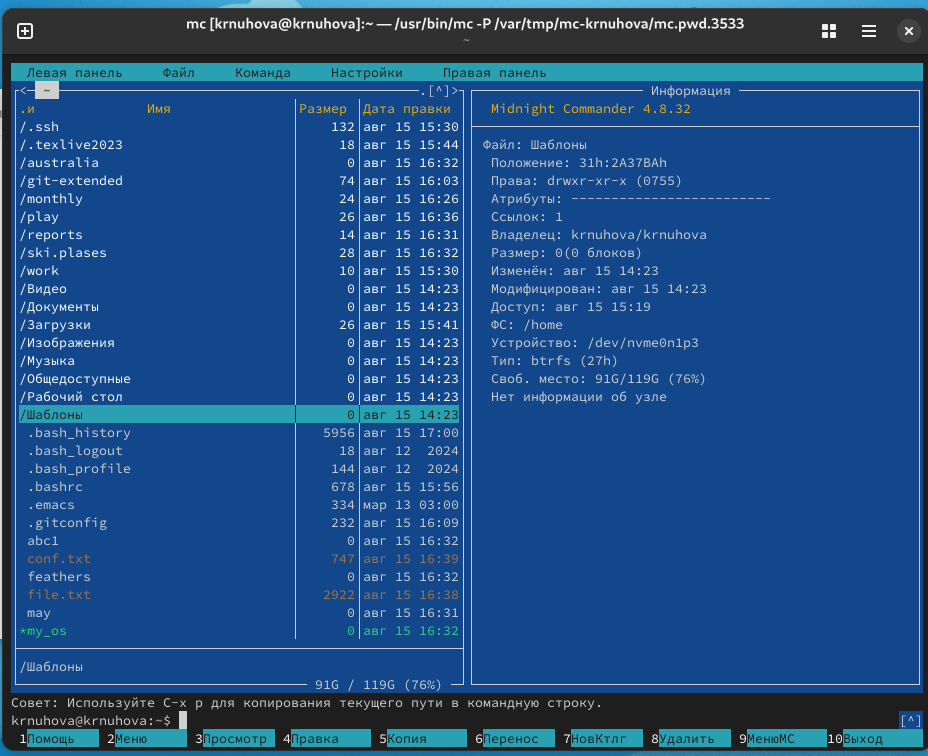 mc [krnuhova@krnuhova]:~ — /usr/bin/mc -P /var/tmp/mc-krnuhova/mc.pwd.3533
~
Левая панель Файл Команда Настройки Правая панель
<─ ~ .[^]>
.и Имя Размер Дата правки
/.ssh 132 авг 15 15:30
/.texlive2023 18 авг 15 15:44
/australia 0 авг 15 16:32
/git-extended 74 авг 15 16:03
/monthly 24 авг 15 16:26
/play 26 авг 15 16:36
/reports 14 авг 15 16:31
/ski.plases 28 авг 15 16:32
/work 10 авг 15 15:30
/Видео 0 авг 15 14:23
/Документы 0 авг 15 14:23
/Загрузки 26 авг 15 15:41
/Изображения 0 авг 15 14:23
/Музыка 0 авг 15 14:23
/Общедоступные 0 авг 15 14:23
/Рабочий стол 0 авг 15 14:23
/Шаблоны 0 авг 15 14:23
.bash_history 5956 авг 15 17:00
.bash_logout 18 авг 12 2024
.bash_profile 144 авг 12 2024
.bashrc 678 авг 15 15:56
.emacs 334 мар 13 03:00
.gitconfig 232 авг 15 16:09
abc1 0 авг 15 16:32
conf.txt 747 авг 15 16:39
feathers 0 авг 15 16:32
file.txt 2922 авг 15 16:38
may 0 авг 15 16:31
*my_os 0 авг 15 16:32
/Шаблоны
91G / 119G (76%)
Информация
Midnight Commander 4.8.32
Файл: Шаблоны
Положение: 31h:2A37BAh
Права: drwxr-xr-x (0755)
Атрибуты: -------------------------
Ссылок: 1
Владелец: krnuhova/krnuhova
Размер: 0(0 блоков)
Изменён: авг 15 14:23
Модифицирован: авг 15 14:23
Доступ: авг 15 15:19
ФС: /home
Устройство: /dev/nvme0n1p3
Тип: btrfs (27h)
Своб. место: 91G/119G (76%)
Нет информации об узле
Совет: Используйте C-x p для копирования текущего пути в командную строку.
krnuhova@krnuhova:~$ [^]
1Помощь 2Меню 3Просмотр 4Правка 5Копия 6Перенос 7НовКтлг 8Удалить 9МенюMC 10Выход